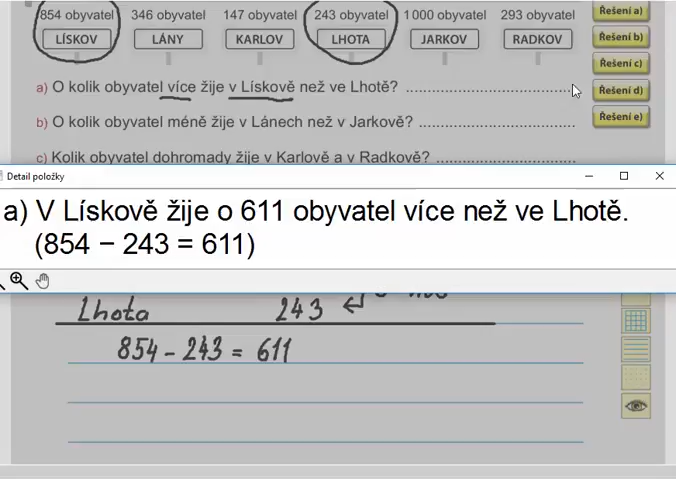 854 obyvatel 346 obyvatel 147 obyvatel 243 obyvatel 1 000 obyvatel 293 obyvatel
LÍSKOV LÁNY KARLOV LHOTA JARKOV RADKOV
a) O kolik obyvatel více žije v Lískově než ve Lhotě? ........................................
b) O kolik obyvatel méně žije v Lánech než v Jarkově? ........................................
c) Kolik obyvatel dohromady žije v Karlově a v Radkově? ...................................
Řešení a)
Řešení b)
Řešení c)
Řešení d)
Řešení e)
Detail položky
a) V Lískově žije o 611 obyvatel více než ve Lhotě.
(854 − 243 = 611)
Lhota 243
854 - 243 = 611